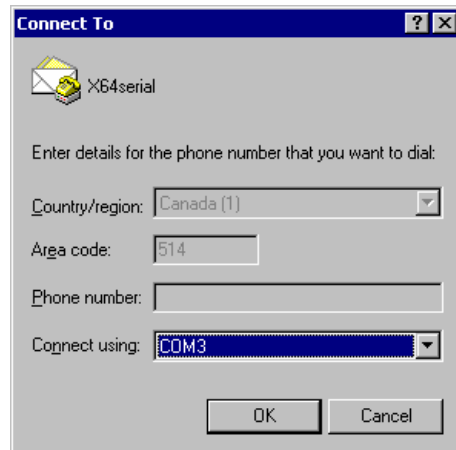 Connect To
X64serial
Enter details for the phone number that you want to dial:
Country/region: Canada (1)
Area code: 514
Phone number:
Connect using: COM3
OK Cancel